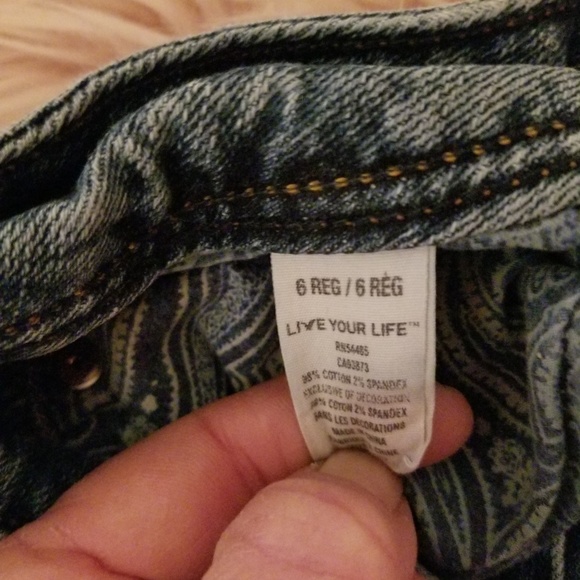 6 REG / 6 RÉG
LIVE YOUR LIFE™
RN54485
CA03873
98% COTTON 2% SPANDEX
EXCLUSIVE OF DECORATION
98% COTON 2% SPANDEX
SANS LES DÉCORATIONS
MADE IN CHINA